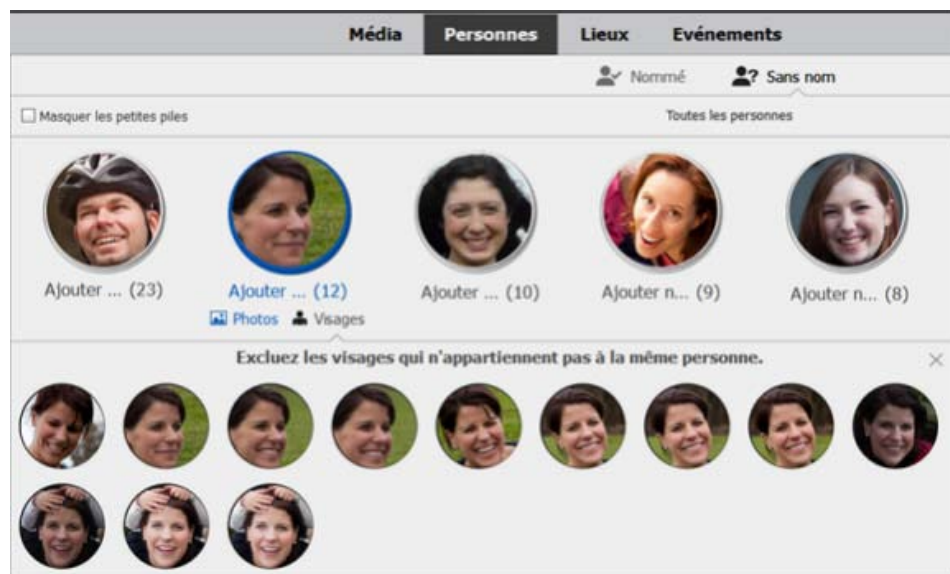 Média Personnes Lieux Evénements
Nommé Sans nom
Masquer les petites piles Toutes les personnes
Ajouter ... (23) Ajouter ... (12) Ajouter ... (10) Ajouter n... (9) Ajouter n... (8)
Photos Visages
Excluez les visages qui n'appartiennent pas à la même personne.